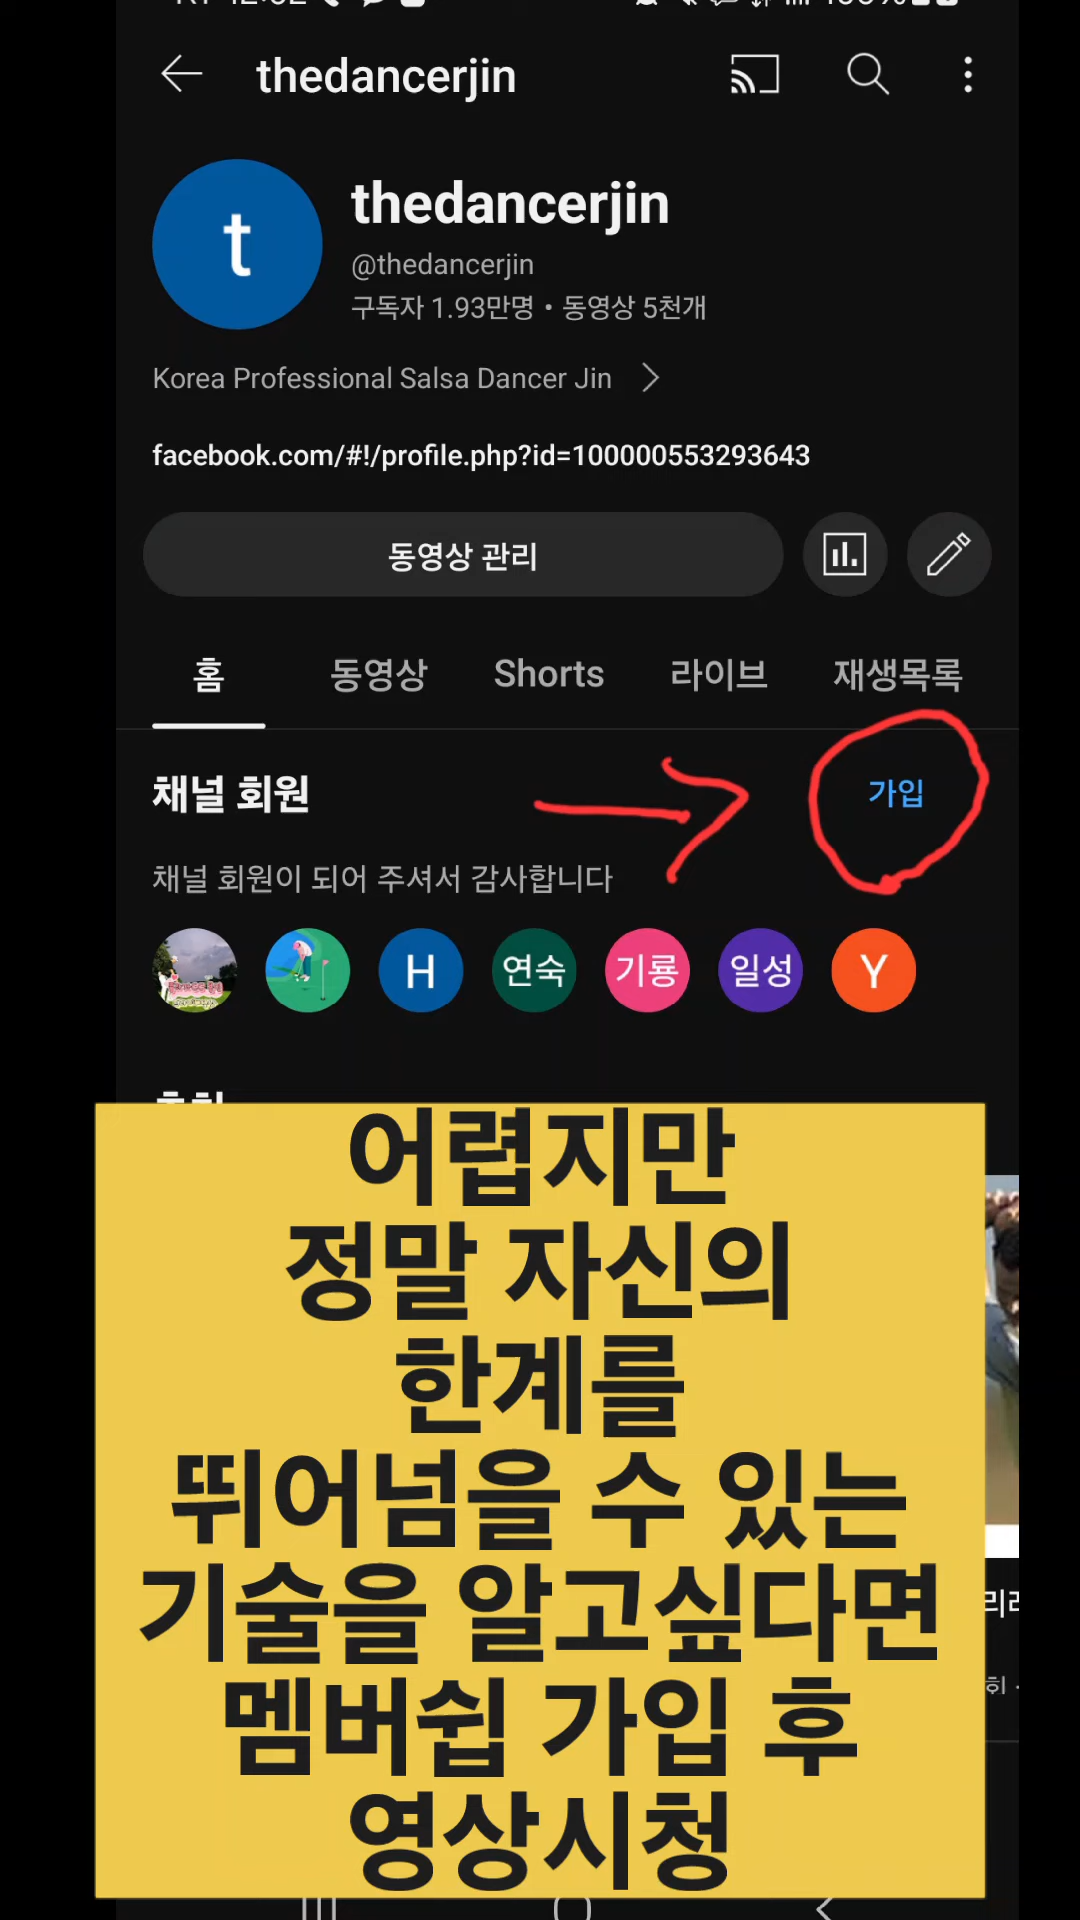 thedancerjin
t
thedancerjin
@thedancerjin
구독자 1.93만명 • 동영상 5천개
Korea Professional Salsa Dancer Jin
facebook.com/#!/profile.php?id=100000553293643
동영상 관리
홈 동영상 Shorts 라이브 재생목록
채널 회원 가입
채널 회원이 되어 주셔서 감사합니다
H 연숙 기룡 일성 Y
어렵지만
정말 자신의
한계를
뛰어넘을 수 있는
기술을 알고싶다면
멤버쉽 가입 후
영상시청